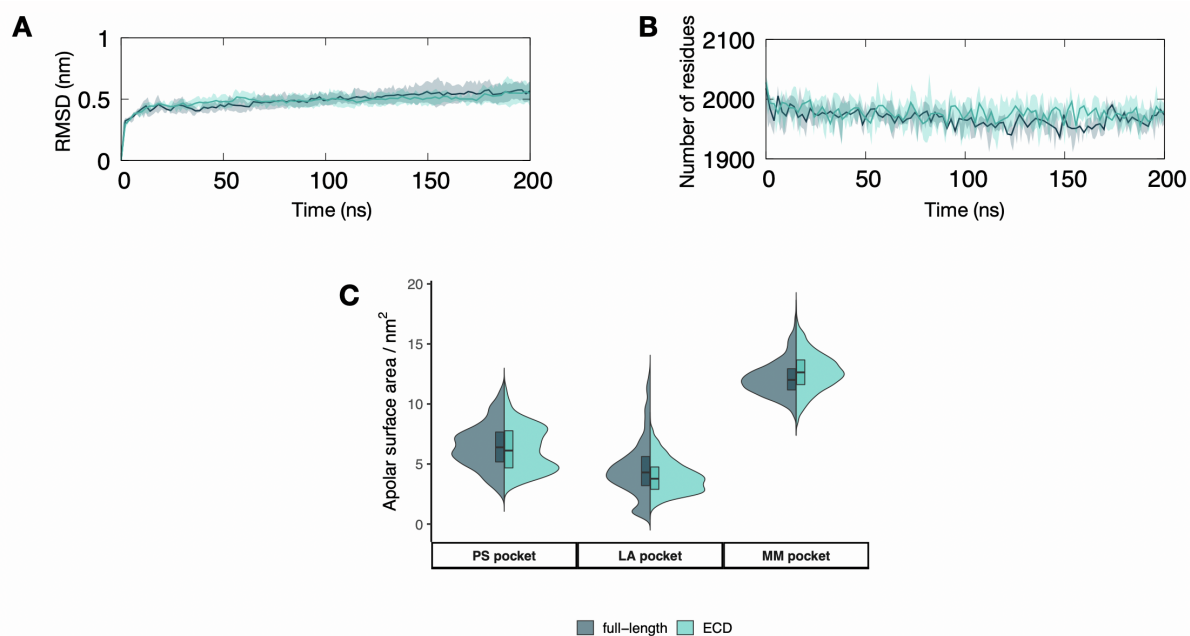 A
RMSD (nm)
1
0.5
0
0 50 100 150 200
Time (ns)
B
Number of residues
2100
2000
1900
0 50 100 150 200
Time (ns)
C
Apolar surface area / nm²
20
15
10
5
0
PS pocket LA pocket MM pocket
full−length ECD